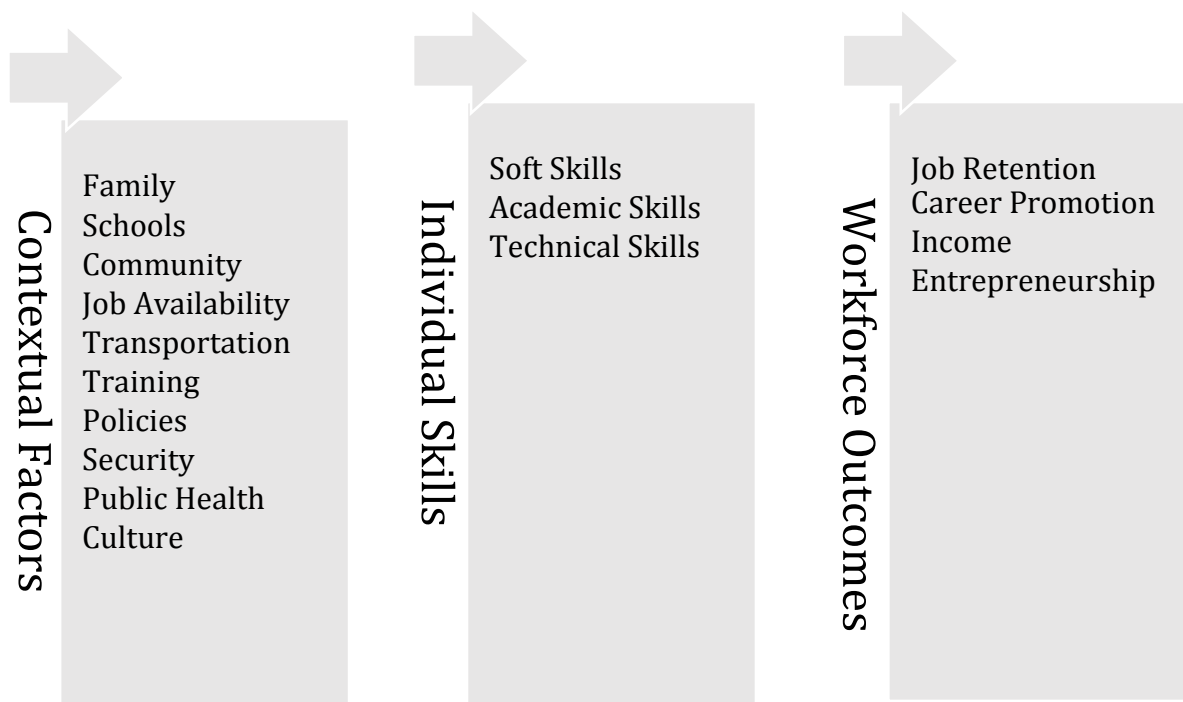 Contextual Factors
Family
Schools
Community
Job Availability
Transportation
Training
Policies
Security
Public Health
Culture
Individual Skills
Soft Skills
Academic Skills
Technical Skills
Workforce Outcomes
Job Retention
Career Promotion
Income
Entrepreneurship